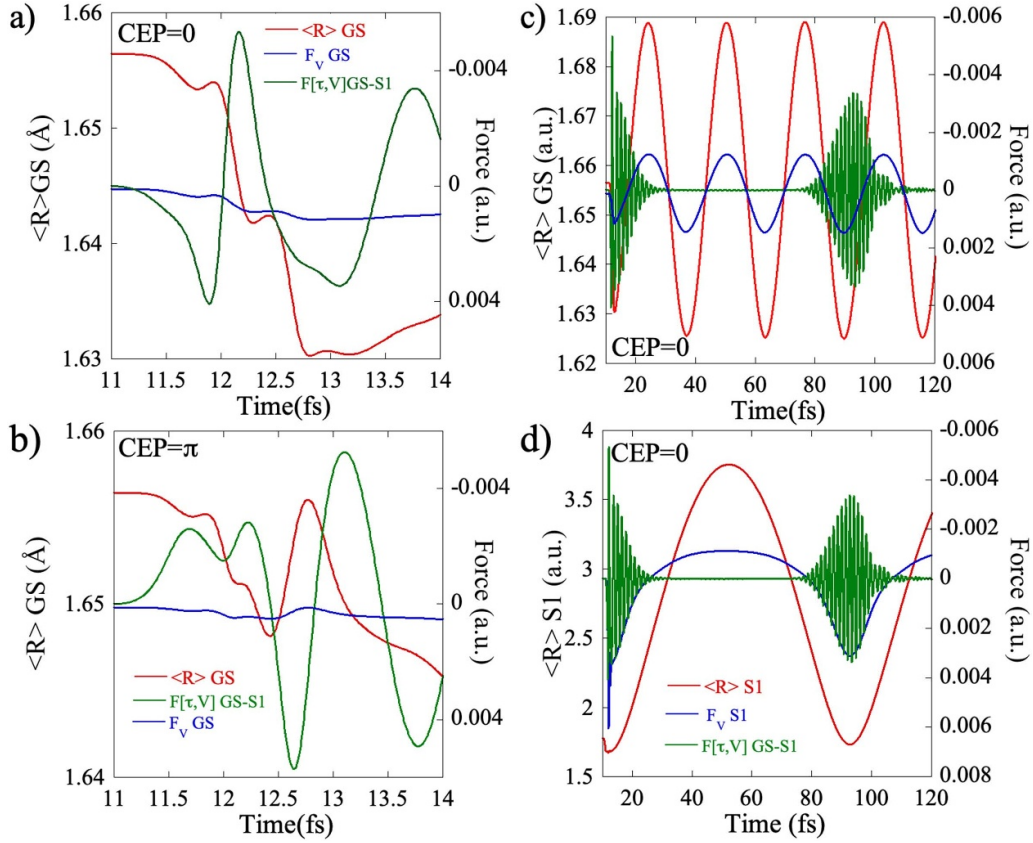 a)
CEP=0
<R> GS
F_V GS
F[τ,V]GS-S1
1.66
1.65
1.64
1.63
<R>GS (Å)
-0.004
0
0.004
Force (a.u.)
11 11.5 12 12.5 13 13.5 14
Time(fs)
c)
1.69
1.68
1.67
1.66
1.65
1.64
1.63
1.62
<R> GS (a.u.)
-0.006
-0.004
-0.002
0
0.002
0.004
0.006
Force (a.u.)
CEP=0
20 40 60 80 100 120
Time(fs)
b)
CEP=π
1.66
1.65
1.64
<R> GS (Å)
-0.004
0
0.004
Force (a.u.)
<R> GS
F[τ,V] GS-S1
F_V GS
11 11.5 12 12.5 13 13.5 14
Time(fs)
d)
CEP=0
4
3.5
3
2.5
2
1.5
<R> S1 (a.u.)
-0.006
-0.004
-0.002
0
0.002
0.004
0.006
0.008
Force (a.u.)
<R> S1
F_V S1
F[τ,V] GS-S1
20 40 60 80 100 120
Time (fs)